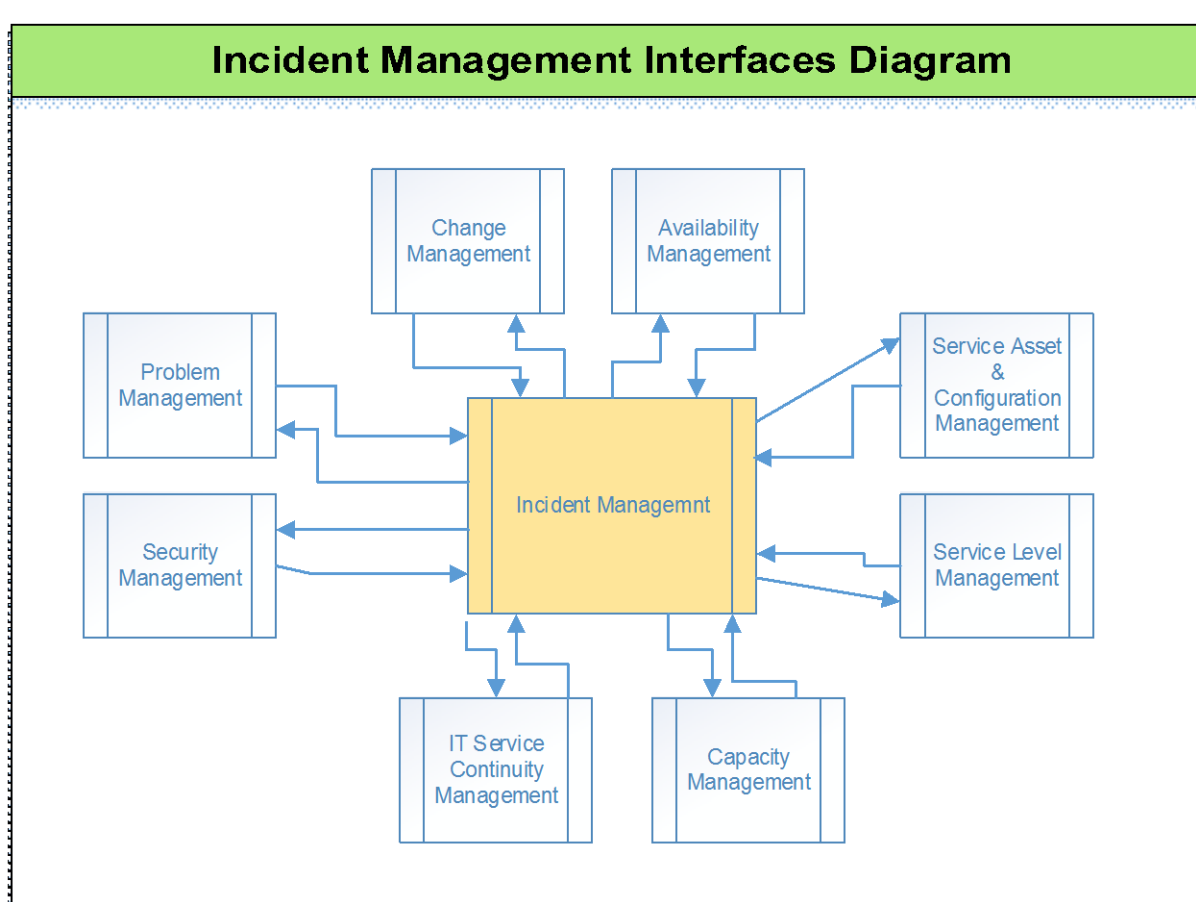 Incident Management Interfaces Diagram
Change
Management
Availability
Management
Problem
Management
Service Asset
&
Configuration
Management
Incident Managemnt
Security
Management
Service Level
Management
IT Service
Continuity
Management
Capacity
Management